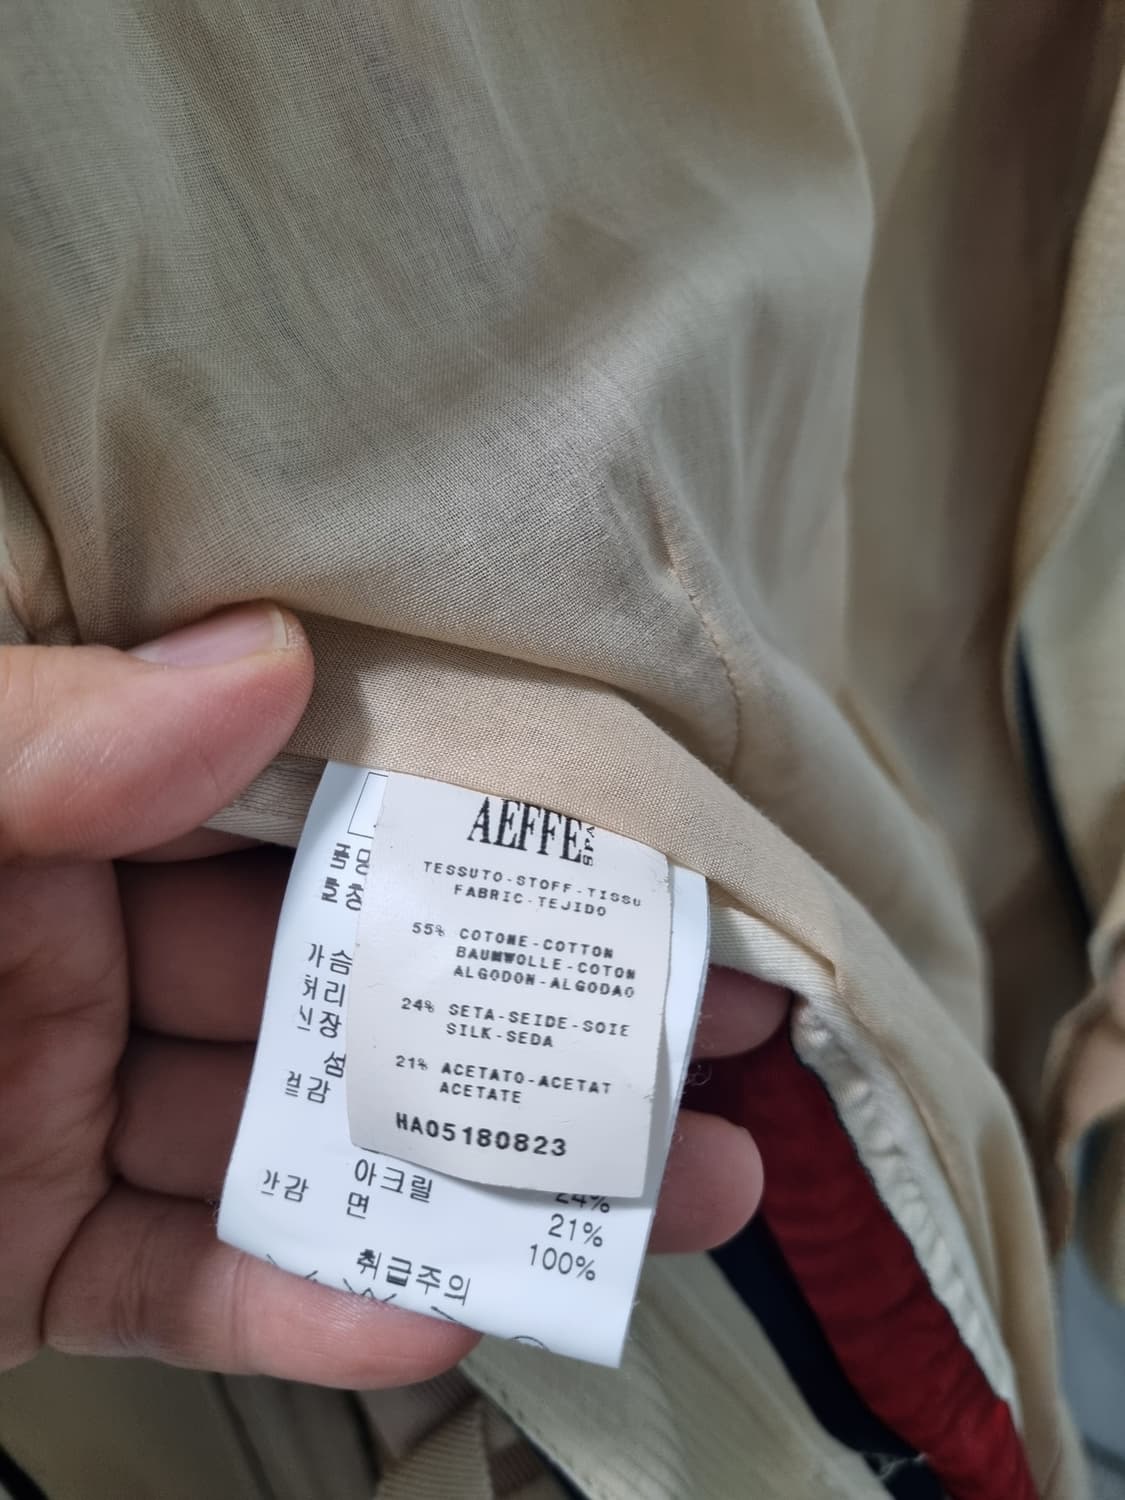 AEFFE SPA
TESSUTO-STOFF-TISSU
FABRIC-TEJIDO
55% COTONE-COTTON
BAUMWOLLE-COTON
ALGODON-ALGODAO
24% SETA-SEIDE-SOIE
SILK-SEDA
21% ACETATO-ACETAT
ACETATE
HA05180823
가슴
허리
신장
섬
겉감
아크릴 24%
안감 면 21%
100%
취급주의